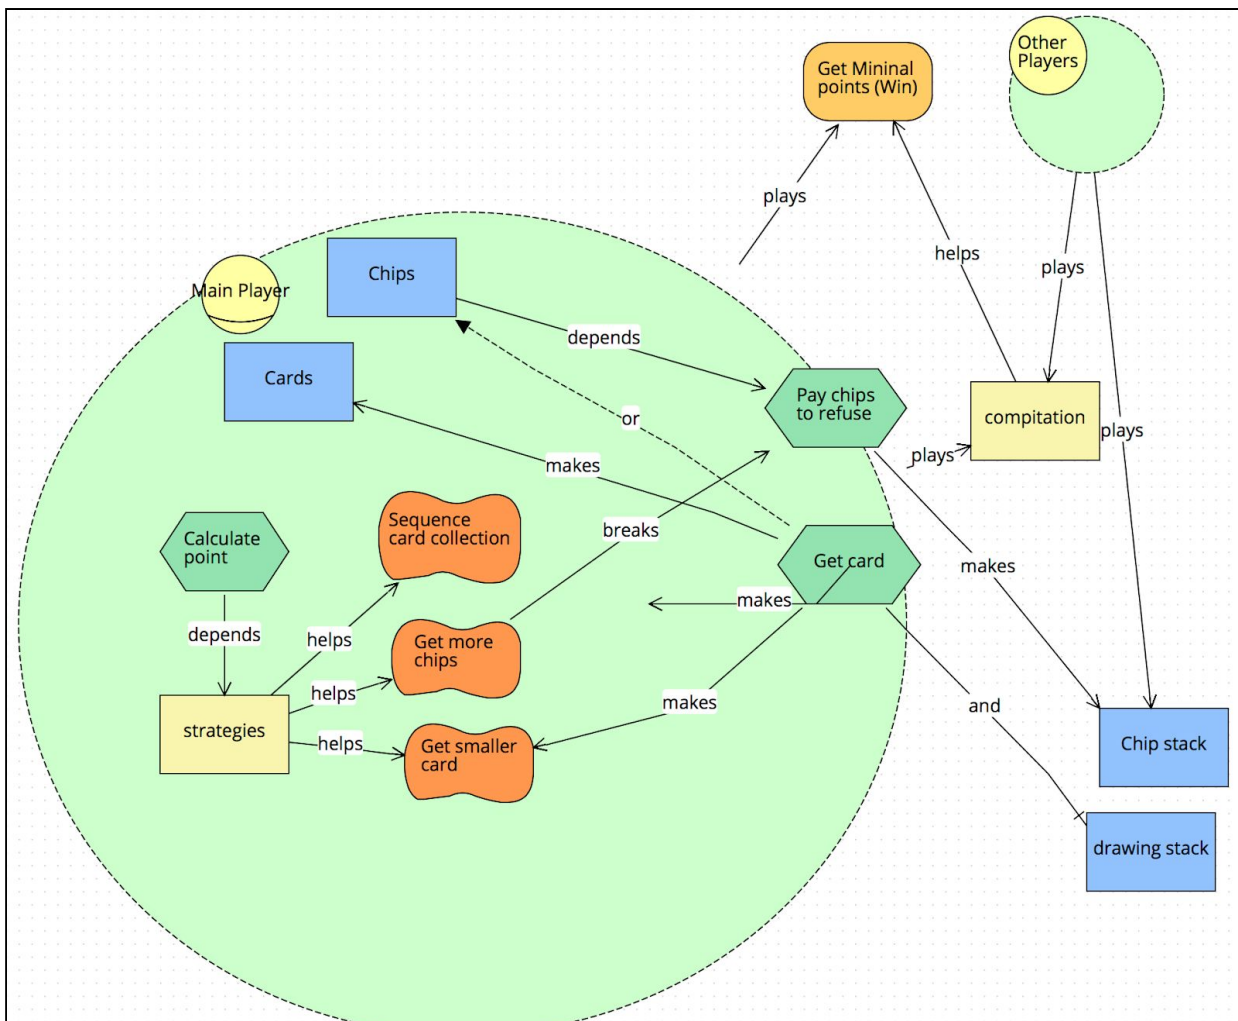 Other
Players
Get Mininal
points (Win)
plays
helps
plays
Chips
Main Player
depends
Cards
Pay chips
to refuse
or
compitation
plays
plays
makes
Sequence
card collection
breaks
Calculate
point
Get card
makes
makes
depends
helps
Get more
chips
helps
makes
and
strategies
helps
Get smaller
card
Chip stack
drawing stack